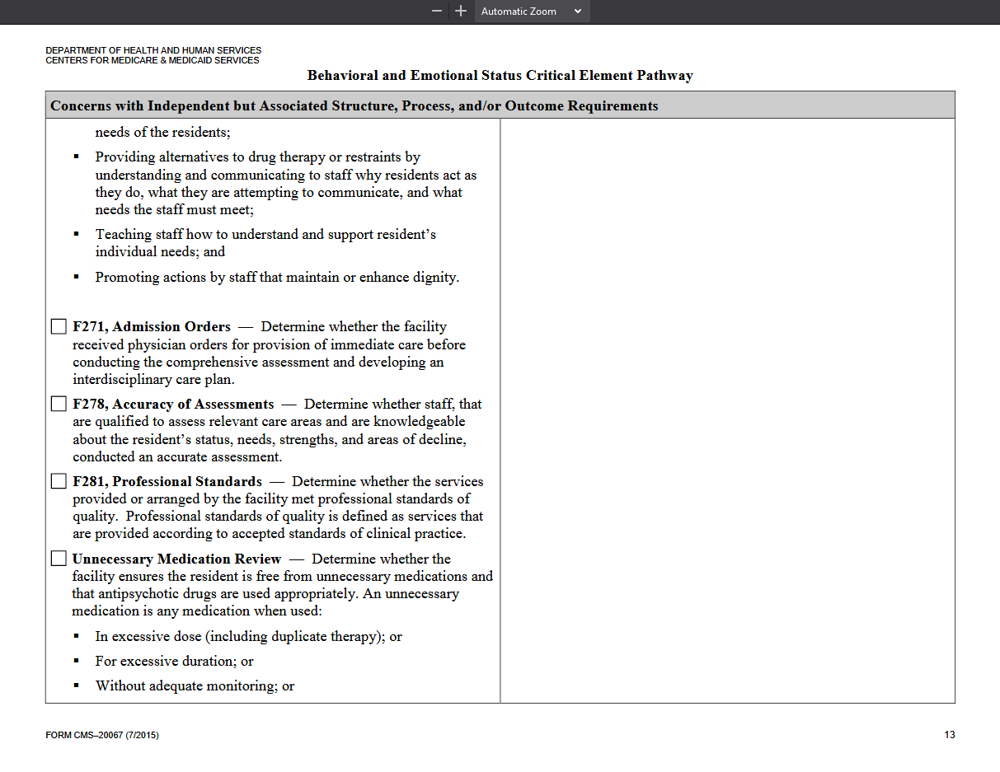 Automatic Zoom
DEPARTMENT OF HEALTH AND HUMAN SERVICES
CENTERS FOR MEDICARE & MEDICAID SERVICES
Behavioral and Emotional Status Critical Element Pathway
Concerns with Independent but Associated Structure, Process, and/or Outcome Requirements
needs of the residents;
▪ Providing alternatives to drug therapy or restraints by
understanding and communicating to staff why residents act as
they do, what they are attempting to communicate, and what
needs the staff must meet;
▪ Teaching staff how to understand and support resident’s
individual needs; and
▪ Promoting actions by staff that maintain or enhance dignity.
F271, Admission Orders — Determine whether the facility
received physician orders for provision of immediate care before
conducting the comprehensive assessment and developing an
interdisciplinary care plan.
F278, Accuracy of Assessments — Determine whether staff, that
are qualified to assess relevant care areas and are knowledgeable
about the resident’s status, needs, strengths, and areas of decline,
conducted an accurate assessment.
F281, Professional Standards — Determine whether the services
provided or arranged by the facility met professional standards of
quality.  Professional standards of quality is defined as services that
are provided according to accepted standards of clinical practice.
Unnecessary Medication Review — Determine whether the
facility ensures the resident is free from unnecessary medications and
that antipsychotic drugs are used appropriately. An unnecessary
medication is any medication when used:
▪ In excessive dose (including duplicate therapy); or
▪ For excessive duration; or
▪ Without adequate monitoring; or
FORM CMS–20067 (7/2015)
13